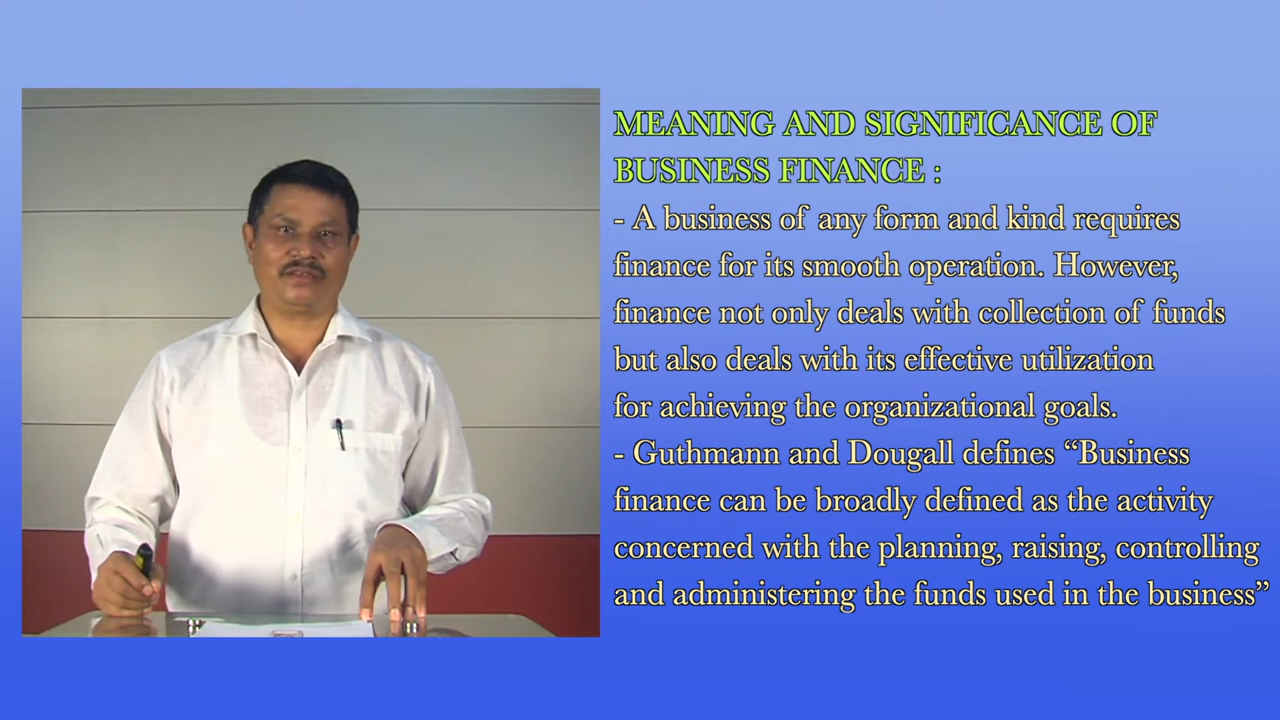 MEANING AND SIGNIFICANCE OF
BUSINESS FINANCE :
- A business of any form and kind requires
finance for its smooth operation. However,
finance not only deals with collection of funds
but also deals with its effective utilization
for achieving the organizational goals.
- Guthmann and Dougall defines “Business
finance can be broadly defined as the activity
concerned with the planning, raising, controlling
and administering the funds used in the business”